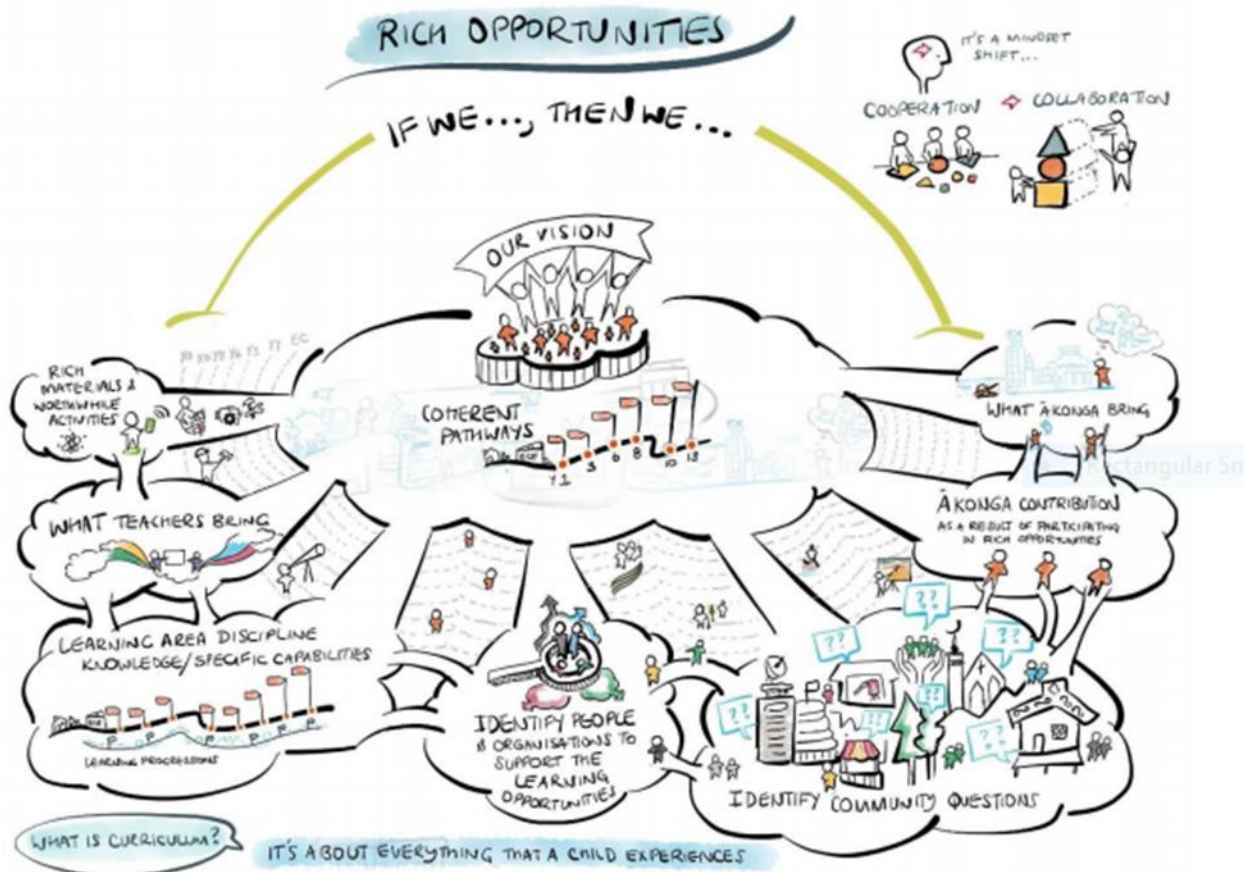 RICH OPPORTUNITIES
IF WE..., THEN WE...
IT'S A MINDSET
SHIFT...
COOPERATION
COLLABORATION
OUR VISION
COHERENT
PATHWAYS
1
3
6
8
10
13
RICH
MATERIALS &
WORTHWHILE
ACTIVITIES
WHAT TEACHERS BRING
LEARNING AREA DISCIPLINE
KNOWLEDGE/SPECIFIC CAPABILITIES
LEARNING PROGRESSIONS
IDENTIFY PEOPLE
& ORGANISATIONS TO
SUPPORT THE
LEARNING
OPPORTUNITIES
WHAT ĀKONGA BRING
ĀKONGA CONTRIBUTION
AS A RESULT OF PARTICIPATING
IN RICH OPPORTUNITIES
??
??
??
??
??
??
??
IDENTIFY COMMUNITY QUESTIONS
Rectangular Sn
WHAT IS CURRICULUM?
IT'S ABOUT EVERYTHING THAT A CHILD EXPERIENCES